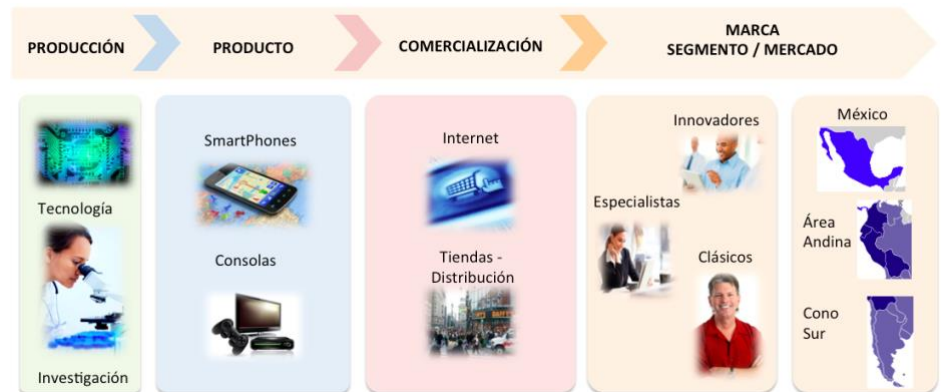 PRODUCCIÓN
PRODUCTO
COMERCIALIZACIÓN
MARCA
SEGMENTO / MERCADO
Tecnología
Investigación
SmartPhones
Consolas
Internet
Tiendas -
Distribución
Innovadores
Especialistas
Clásicos
México
Área
Andina
Cono
Sur